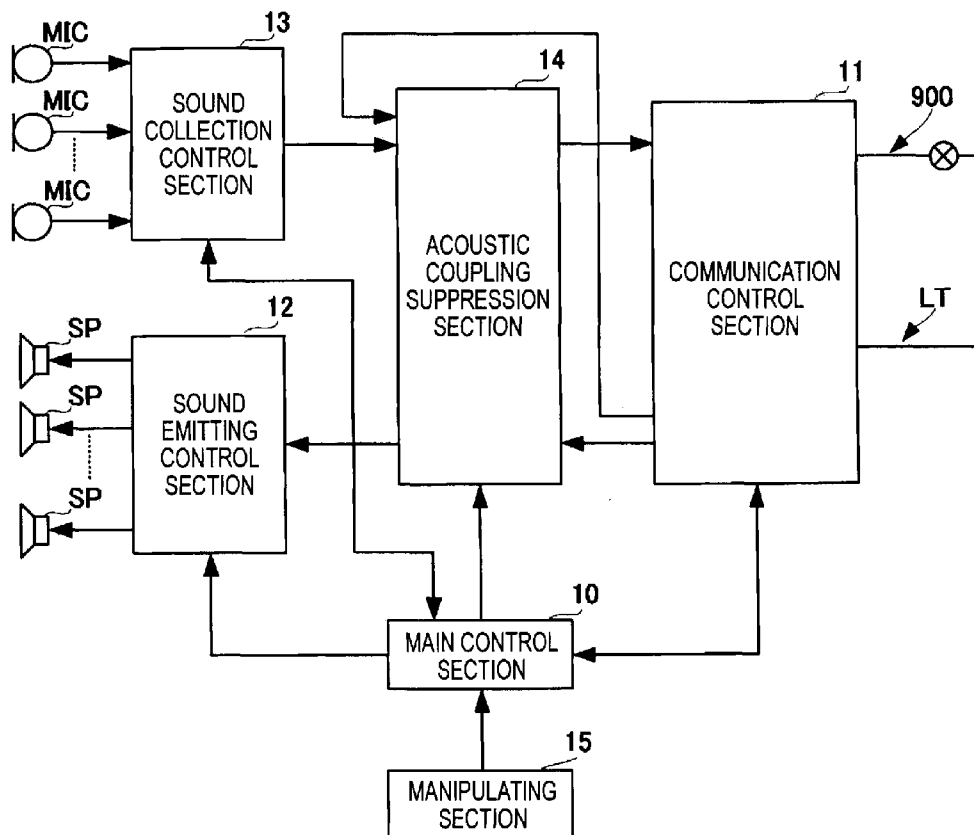 13
MIC
SOUND
COLLECTION
CONTROL
SECTION
MIC
MIC
14
ACOUSTIC
COUPLING
SUPPRESSION
SECTION
11
COMMUNICATION
CONTROL
SECTION
900
LT
12
SP
SOUND
EMITTING
CONTROL
SECTION
SP
SP
10
MAIN CONTROL
SECTION
15
MANIPULATING
SECTION